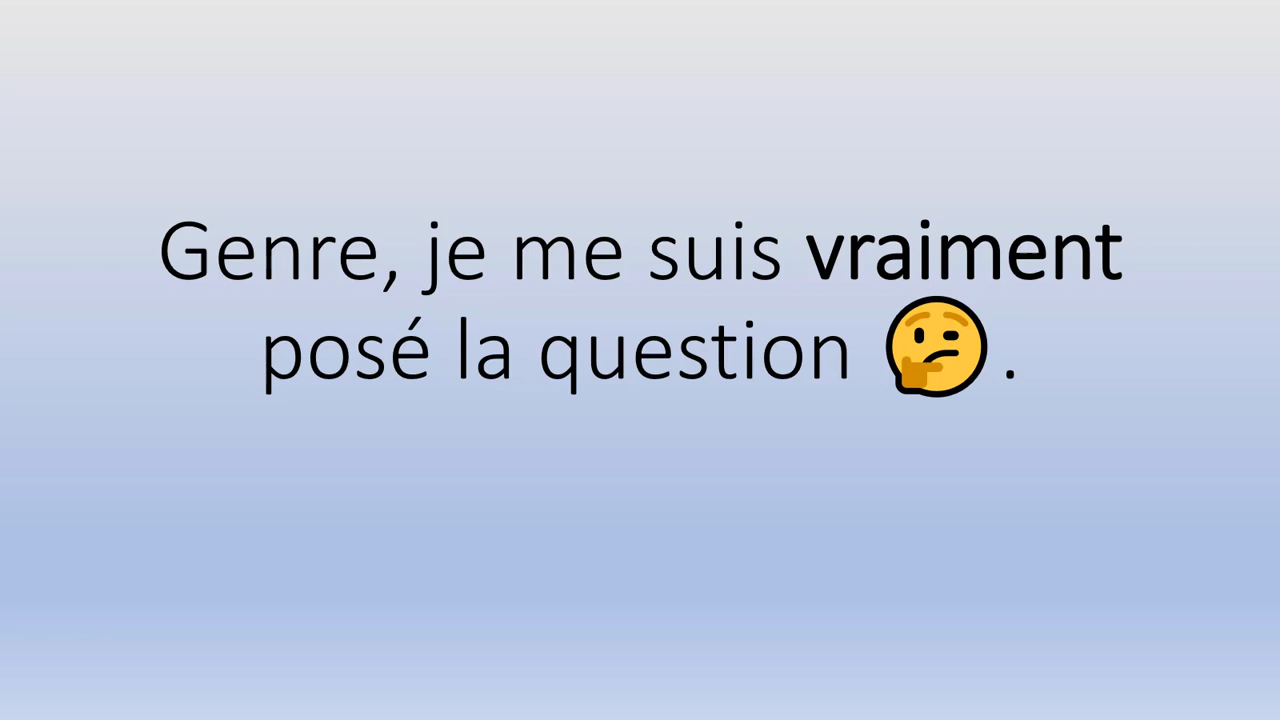 Genre, je me suis vraiment
posé la question 🤔.